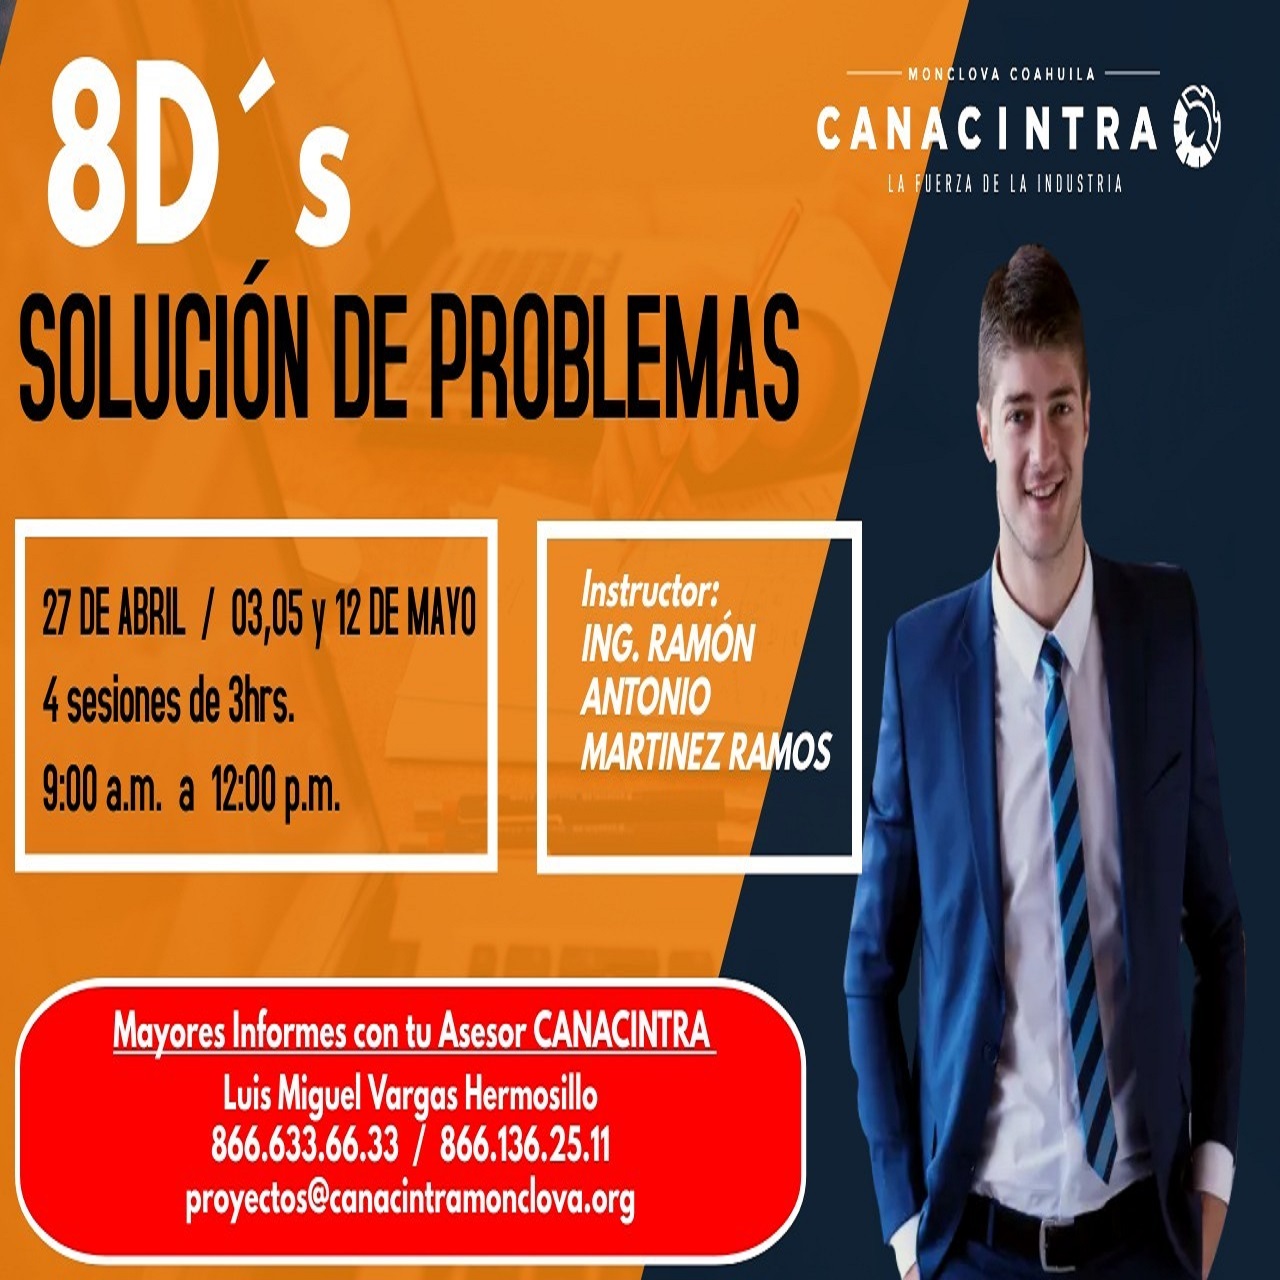 8D´s
MONCLOVA COAHUILA
CANACINTRA
LA FUERZA DE LA INDUSTRIA
SOLUCIÓN DE PROBLEMAS
27 DE ABRIL / 03,05 y 12 DE MAYO
4 sesiones de 3hrs.
9:00 a.m. a 12:00 p.m.
Instructor:
ING. RAMÓN
ANTONIO
MARTINEZ RAMOS
Mayores Informes con tu Asesor CANACINTRA
Luis Miguel Vargas Hermosillo
866.633.66.33 / 866.136.25.11
proyectos@canacintramonclova.org